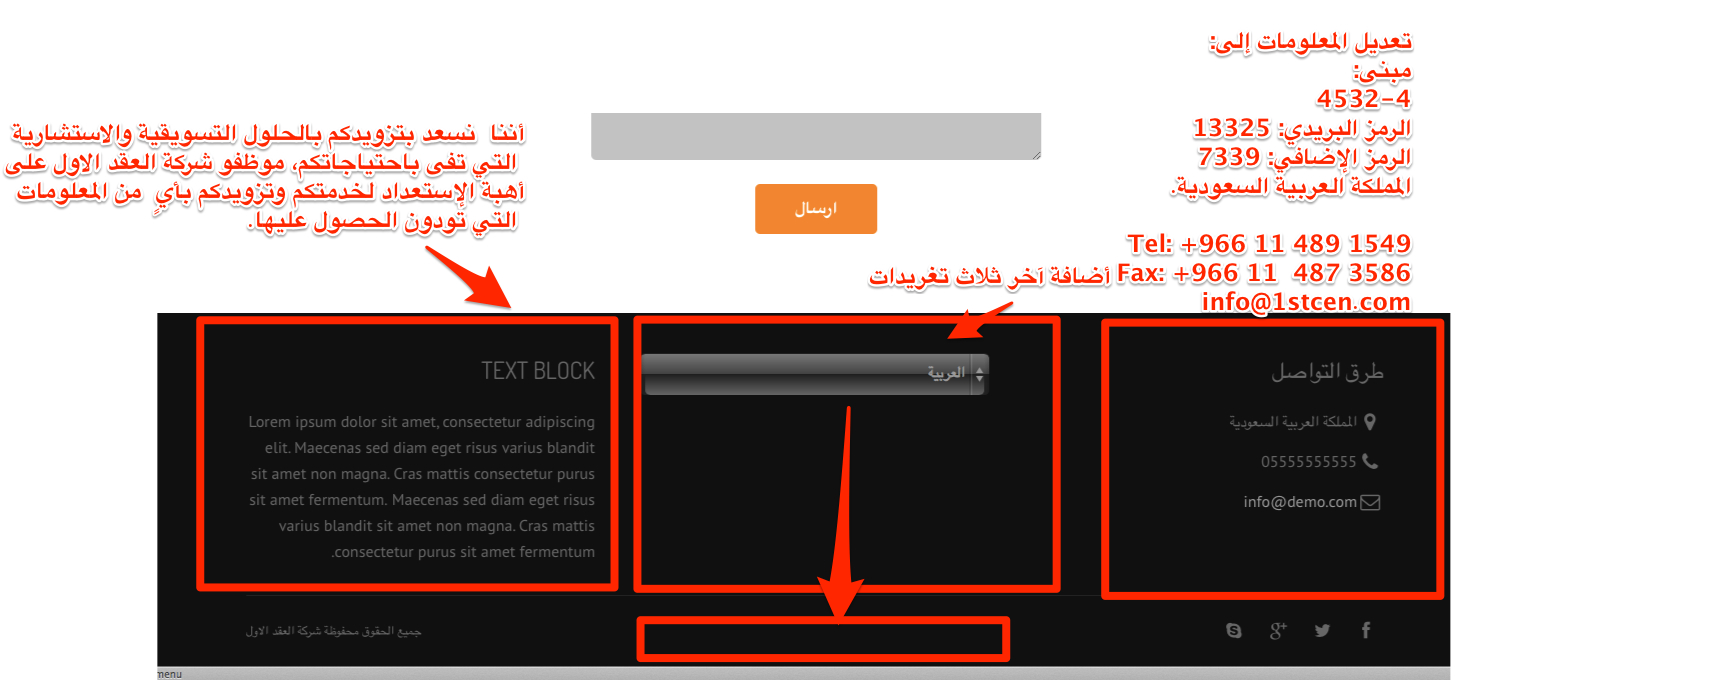 تعديل المعلومات إلى:
مبنى:
4532-4
الرمز البريدي: 13325
الرمز الإضافي: 7339
المملكة العربية السعودية.
Tel: +966 11 489 1549
Fax: +966 11  487 3586
info@1stcen.com
أضافة آخر ثلاث تغريدات
أننا نسعد بتزويدكم بالحلول التسويقية والاستشارية
التي تفى باحتياجاتكم، موظفو شركة العقد الاول على
أهبة الإستعداد لخدمتكم وتزويدكم بأيٍ من المعلومات
التي تودون الحصول عليها.
ارسال
طرق التواصل
المملكة العربية السعودية
05555555555
info@demo.com
العربية
TEXT BLOCK
Lorem ipsum dolor sit amet, consectetur adipiscing
elit. Maecenas sed diam eget risus varius blandit
sit amet non magna. Cras mattis consectetur purus
sit amet fermentum. Maecenas sed diam eget risus
varius blandit sit amet non magna. Cras mattis
.consectetur purus sit amet fermentum
جميع الحقوق محفوظة شركة العقد الاول
menu